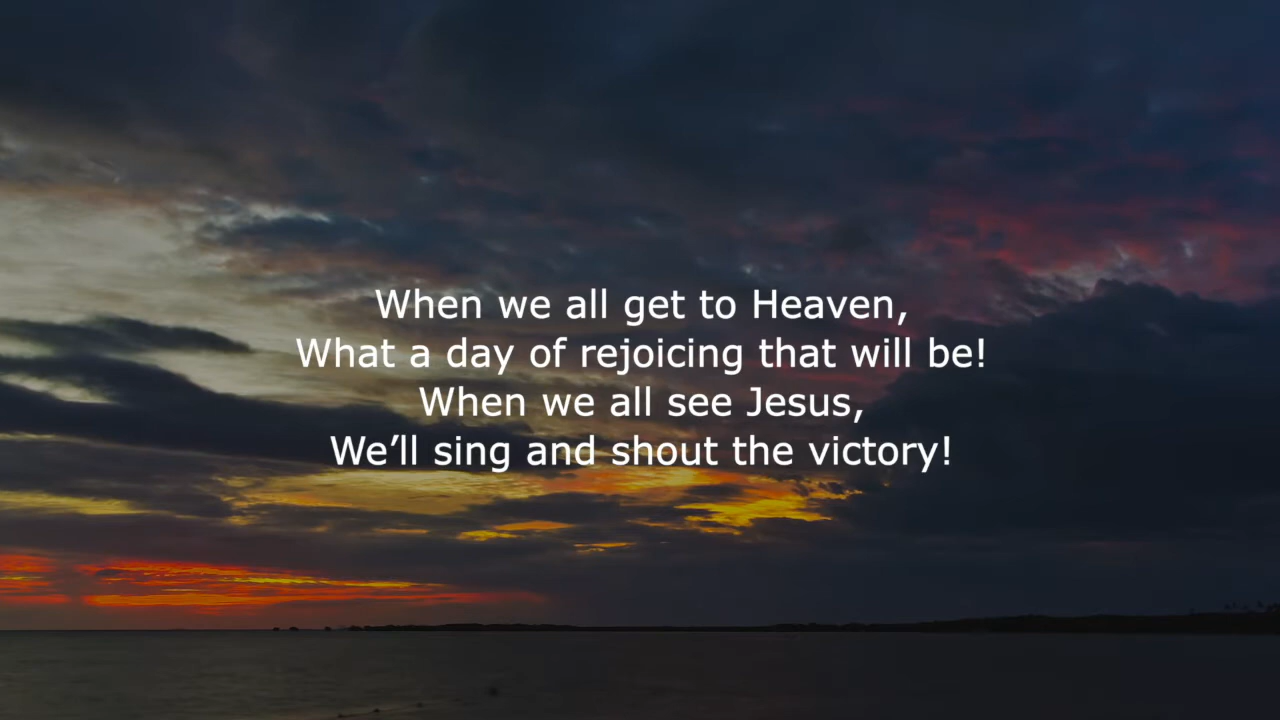 When we all get to Heaven,
What a day of rejoicing that will be!
When we all see Jesus,
We’ll sing and shout the victory!